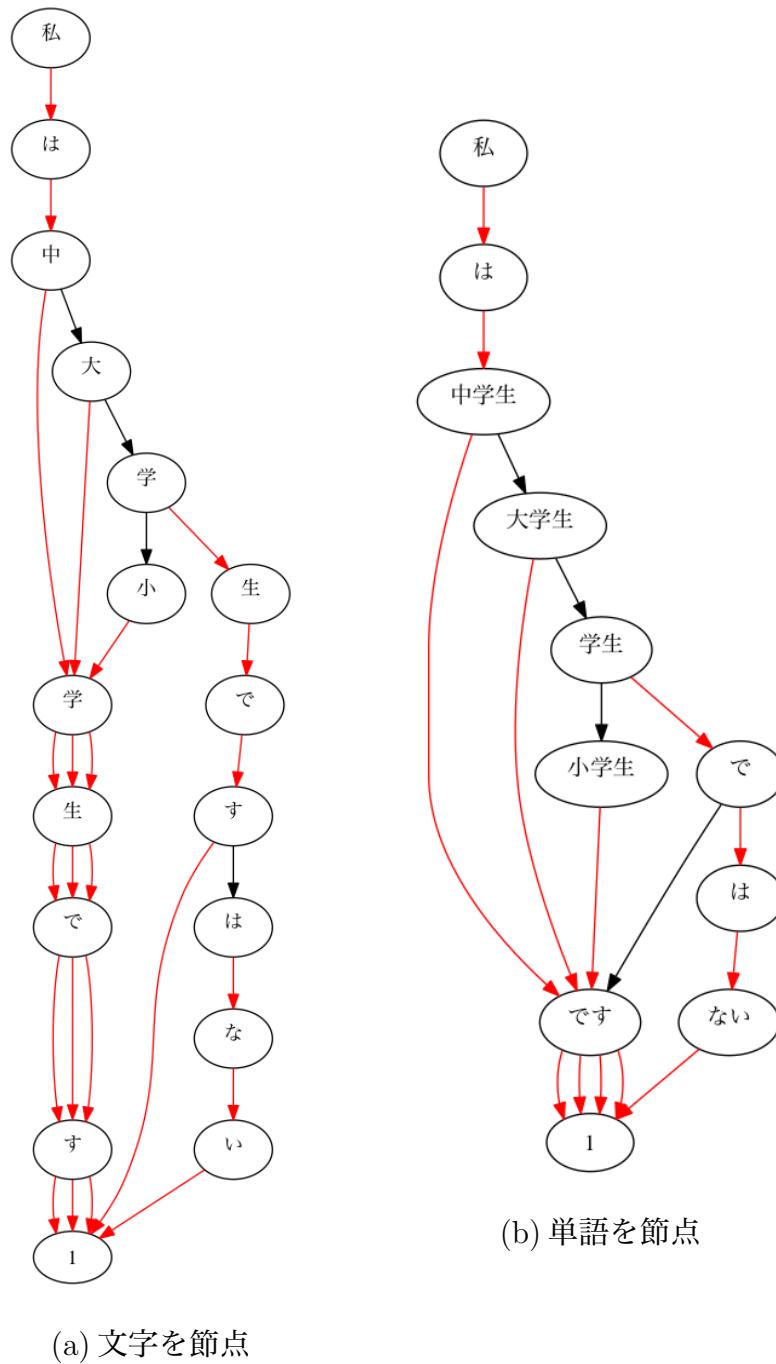 私
は
中
大
学
小
生
学
で
生
す
で
は
な
す
い
1
(a) 文字を節点
私
は
中学生
大学生
学生
小学生
で
は
です
ない
1
(b) 単語を節点